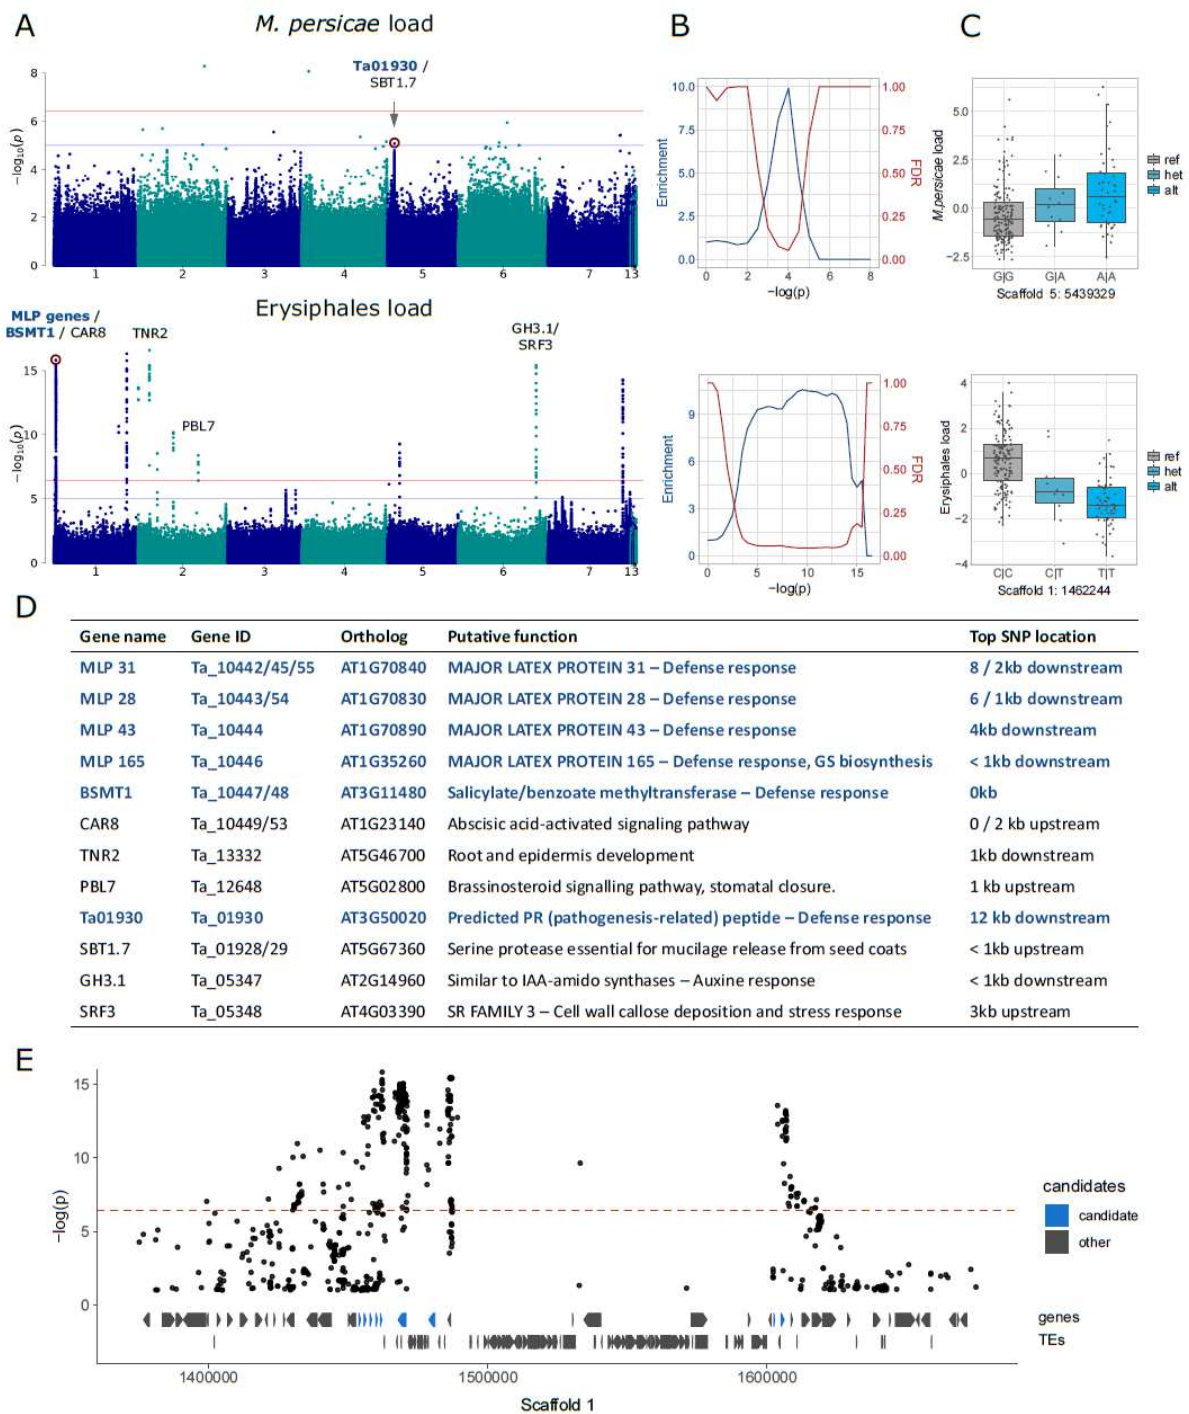 A
M. persicae load
Ta01930 /
SBT1.7
−log10(p)
8
6
4
2
0
1
2
3
4
5
6
7
13
B
Enrichment
10.0
7.5
5.0
2.5
0.0
FDR
1.00
0.75
0.50
0.25
0.00
0
2
4
6
8
−log(p)
C
M.persicae load
5.0
2.5
0.0
−2.5
G|G
G|A
A|A
Scaffold 5: 5439329
ref
het
alt
Erysiphales load
MLP genes /
BSMT1 / CAR8
TNR2
PBL7
GH3.1/
SRF3
−log10(p)
15
10
5
0
1
2
3
4
5
6
7
13
Enrichment
9
6
3
0
FDR
1.00
0.75
0.50
0.25
0.00
0
5
10
15
−log(p)
Erysiphales load
4
2
0
−2
−4
C|C
C|T
T|T
Scaffold 1: 1462244
ref
het
alt
D
Gene name Gene ID Ortholog Putative function Top SNP location
MLP 31 Ta_10442/45/55 AT1G70840 MAJOR LATEX PROTEIN 31 – Defense response 8 / 2kb downstream
MLP 28 Ta_10443/54 AT1G70830 MAJOR LATEX PROTEIN 28 – Defense response 6 / 1kb downstream
MLP 43 Ta_10444 AT1G70890 MAJOR LATEX PROTEIN 43 – Defense response 4kb downstream
MLP 165 Ta_10446 AT1G35260 MAJOR LATEX PROTEIN 165 – Defense response, GS biosynthesis < 1kb downstream
BSMT1 Ta_10447/48 AT3G11480 Salicylate/benzoate methyltransferase – Defense response 0kb
CAR8 Ta_10449/53 AT1G23140 Abscisic acid-activated signaling pathway 0 / 2 kb upstream
TNR2 Ta_13332 AT5G46700 Root and epidermis development 1kb downstream
PBL7 Ta_12648 AT5G02800 Brassinosteroid signalling pathway, stomatal closure. 1 kb upstream
Ta01930 Ta_01930 AT3G50020 Predicted PR (pathogenesis-related) peptide – Defense response 12 kb downstream
SBT1.7 Ta_01928/29 AT5G67360 Serine protease essential for mucilage release from seed coats < 1kb upstream
GH3.1 Ta_05347 AT2G14960 Similar to IAA-amido synthases – Auxine response < 1kb downstream
SRF3 Ta_05348 AT4G03390 SR FAMILY 3 – Cell wall callose deposition and stress response 3kb upstream
E
−log(p)
15
10
5
0
candidates
candidate
other
genes
TEs
1400000
1500000
1600000
Scaffold 1